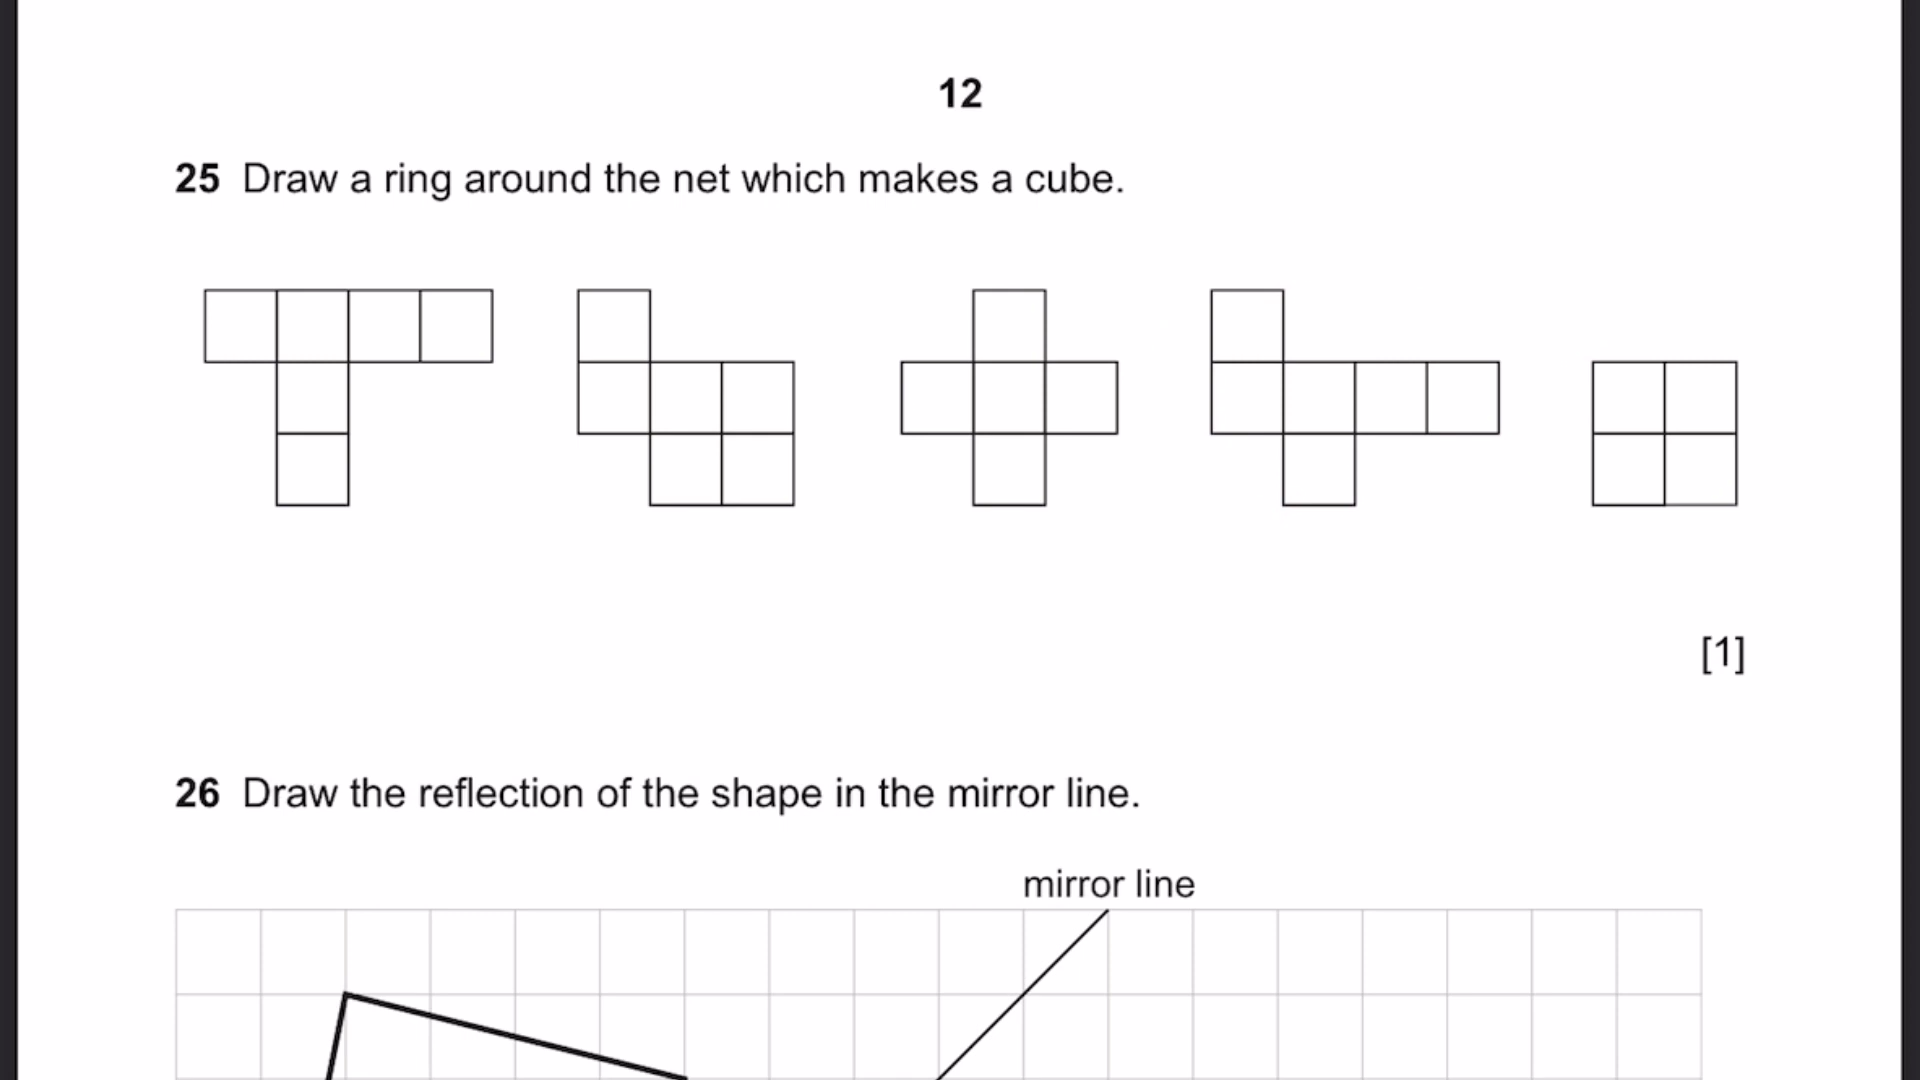 12
25 Draw a ring around the net which makes a cube.
[1]
26 Draw the reflection of the shape in the mirror line.
mirror line